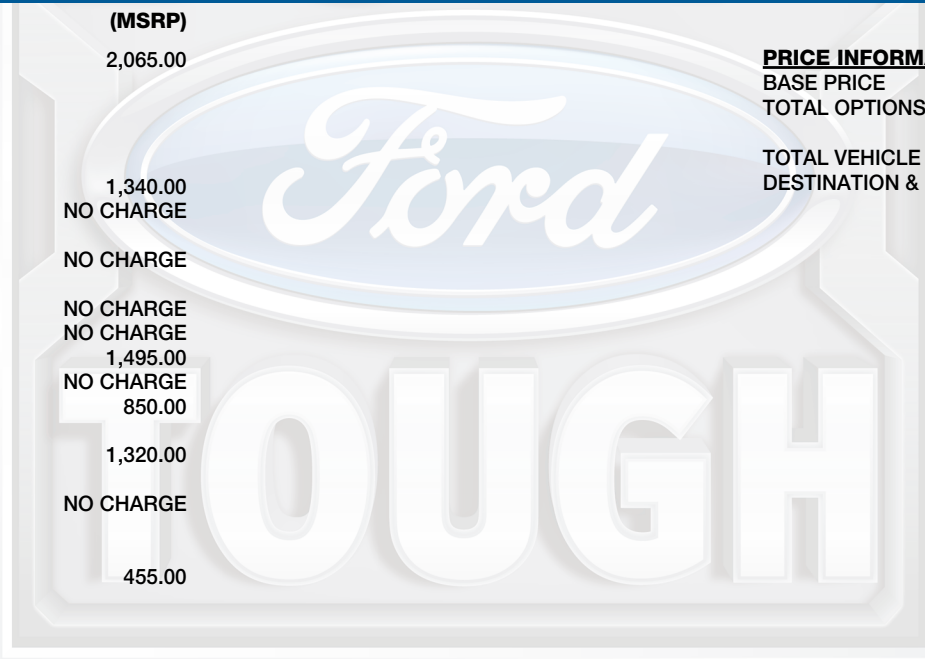 (MSRP)
2,065.00
1,340.00
NO CHARGE
NO CHARGE
NO CHARGE
NO CHARGE
1,495.00
NO CHARGE
850.00
1,320.00
NO CHARGE
455.00
PRICE INFORM
BASE PRICE
TOTAL OPTIONS
TOTAL VEHICLE
DESTINATION &
Ford
TOUGH